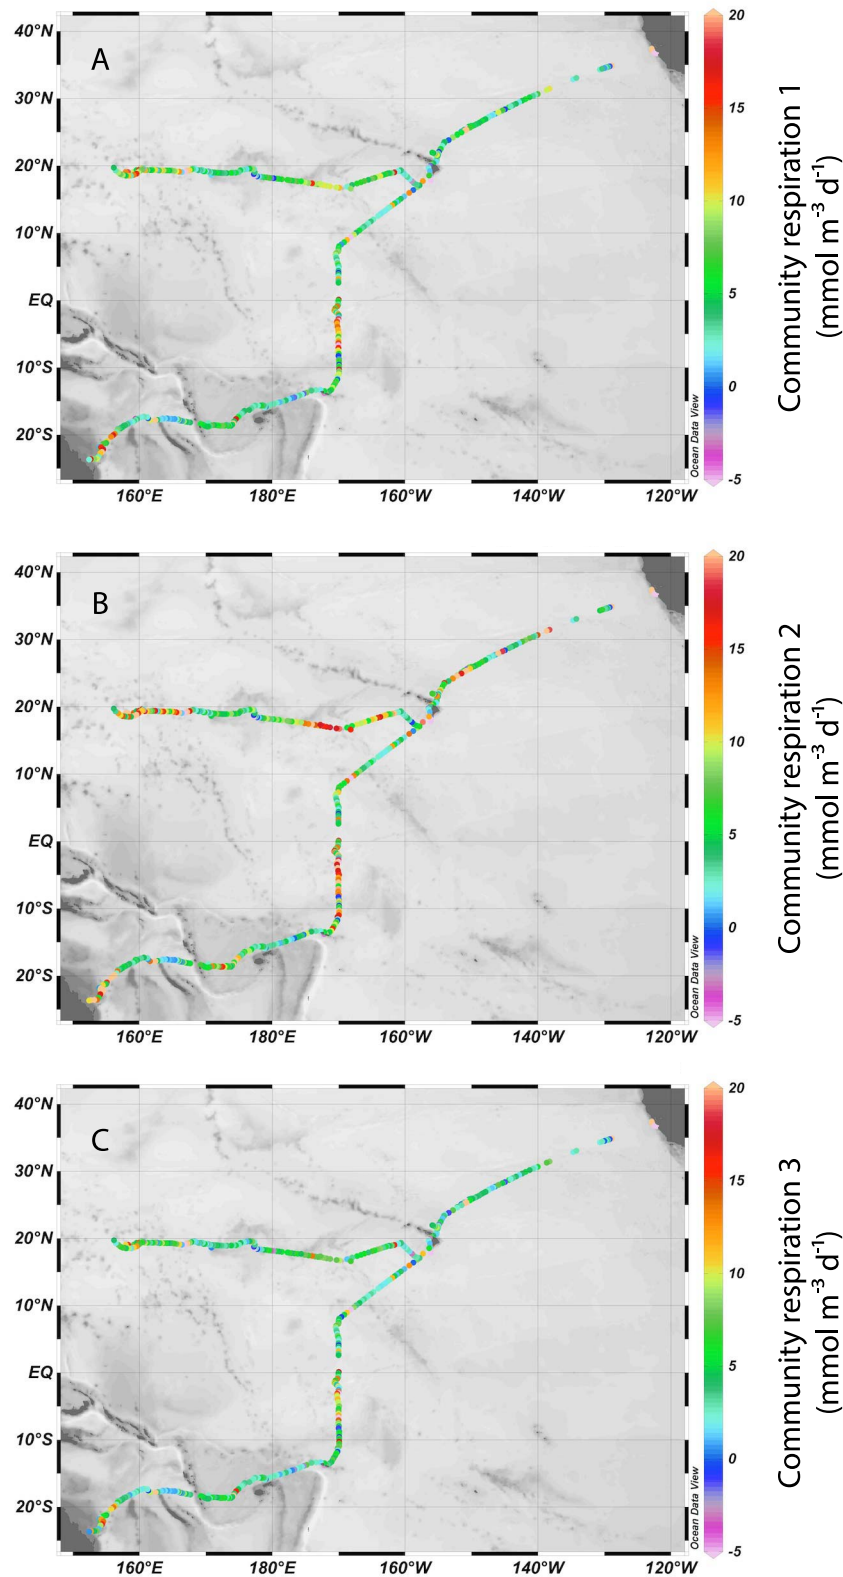 A
40°N
30°N
20°N
10°N
EQ
10°S
20°S
160°E
180°E
160°W
140°W
120°W
Ocean Data View
20
15
10
5
0
-5
Community respiration 1
(mmol m⁻³ d⁻¹)
B
40°N
30°N
20°N
10°N
EQ
10°S
20°S
160°E
180°E
160°W
140°W
120°W
Ocean Data View
20
15
10
5
0
-5
Community respiration 2
(mmol m⁻³ d⁻¹)
C
40°N
30°N
20°N
10°N
EQ
10°S
20°S
160°E
180°E
160°W
140°W
120°W
Ocean Data View
20
15
10
5
0
-5
Community respiration 3
(mmol m⁻³ d⁻¹)